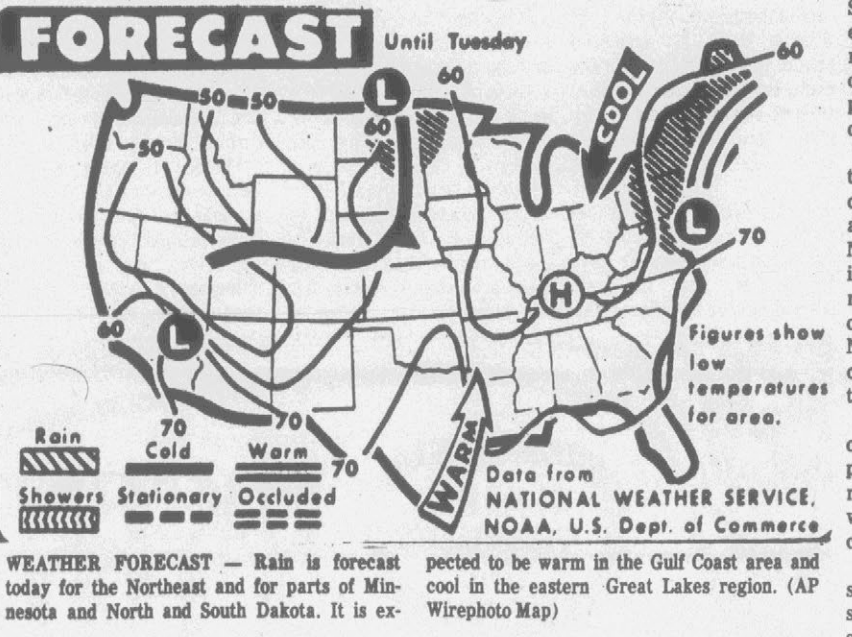 FORECAST
Until Tuesday
50
50
60
60
60
50
COOL
L
L
70
H
60
L
70
70
70
WARM
Figures show
low
temperatures
for area.
Rain
Cold
Warm
Showers
Stationary
Occluded
Data from
NATIONAL WEATHER SERVICE,
NOAA, U.S. Dept. of Commerce
WEATHER FORECAST — Rain is forecast
today for the Northeast and for parts of Min-
nesota and North and South Dakota. It is ex-
pected to be warm in the Gulf Coast area and
cool in the eastern Great Lakes region. (AP
Wirephoto Map)